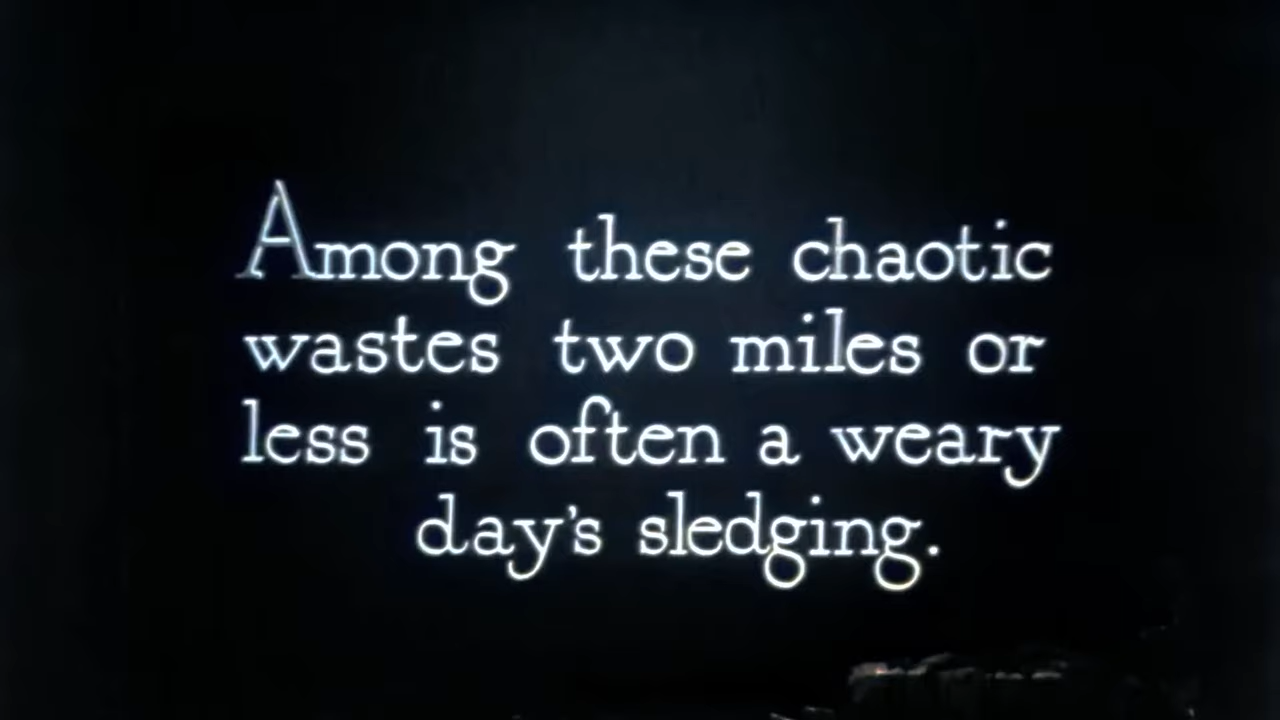 Among these chaotic
wastes two miles or
less is often a weary
day's sledging.